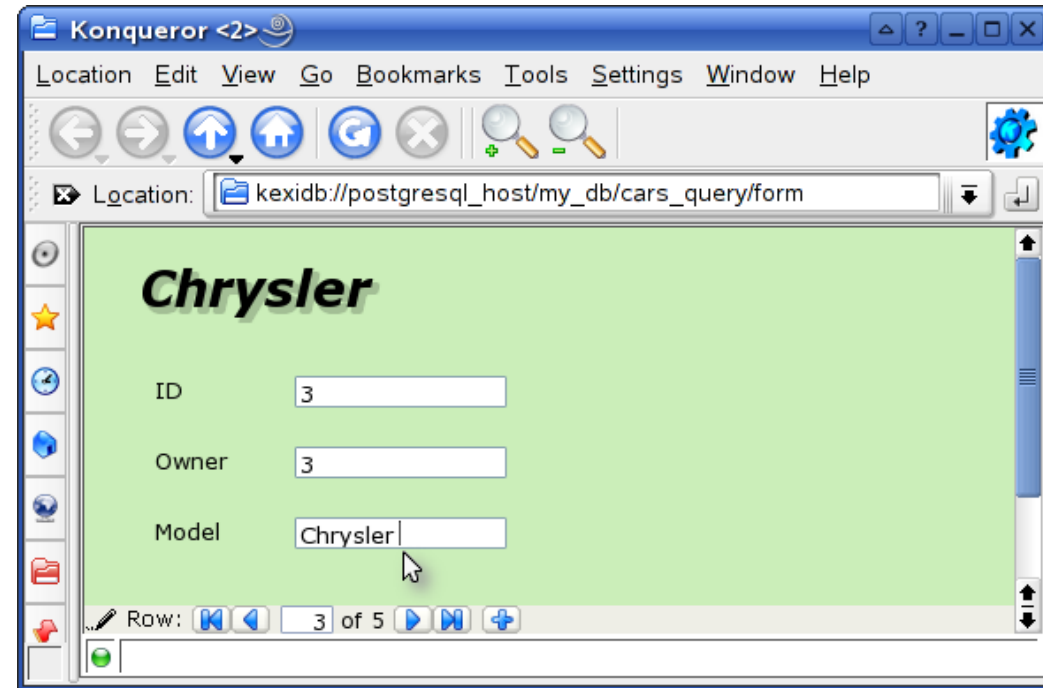 Konqueror <2>
Location Edit View Go Bookmarks Tools Settings Window Help
Location: kexidb://postgresql_host/my_db/cars_query/form
Chrysler
ID 3
Owner 3
Model Chrysler
Row: 3 of 5